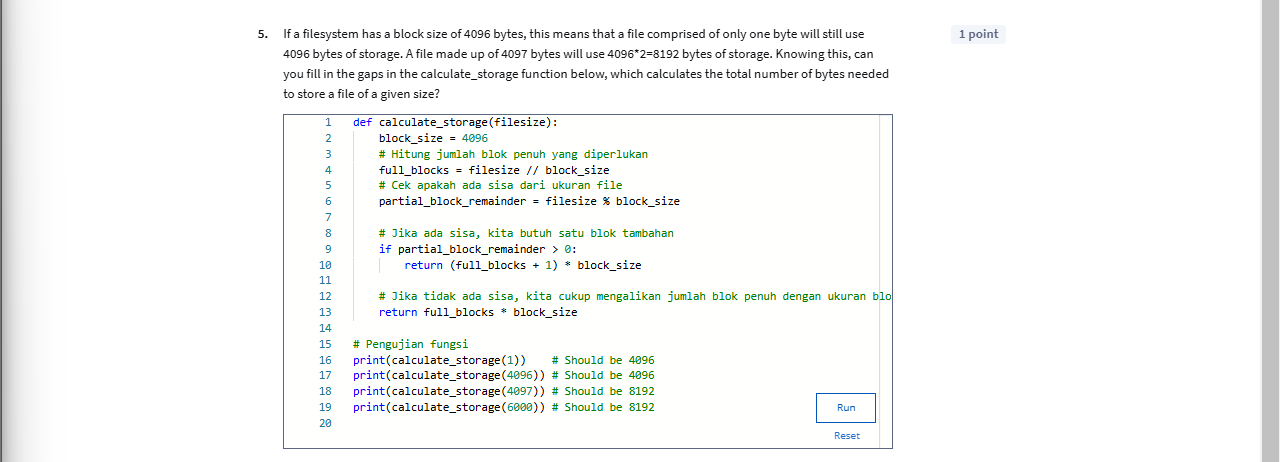 5. If a filesystem has a block size of 4096 bytes, this means that a file comprised of only one byte will still use
1 point
4096 bytes of storage. A file made up of 4097 bytes will use 4096*2=8192 bytes of storage. Knowing this, can
you fill in the gaps in the calculate_storage function below, which calculates the total number of bytes needed
to store a file of a given size?
1 def calculate_storage(filesize):
2     block_size = 4096
3     # Hitung jumlah blok penuh yang diperlukan
4     full_blocks = filesize // block_size
5     # Cek apakah ada sisa dari ukuran file
6     partial_block_remainder = filesize % block_size
7
8     # Jika ada sisa, kita butuh satu blok tambahan
9     if partial_block_remainder > 0:
10         return (full_blocks + 1) * block_size
11
12     # Jika tidak ada sisa, kita cukup mengalikan jumlah blok penuh dengan ukuran blo
13     return full_blocks * block_size
14
15 # Pengujian fungsi
16 print(calculate_storage(1))    # Should be 4096
17 print(calculate_storage(4096)) # Should be 4096
18 print(calculate_storage(4097)) # Should be 8192
19 print(calculate_storage(6000)) # Should be 8192
20
Run
Reset